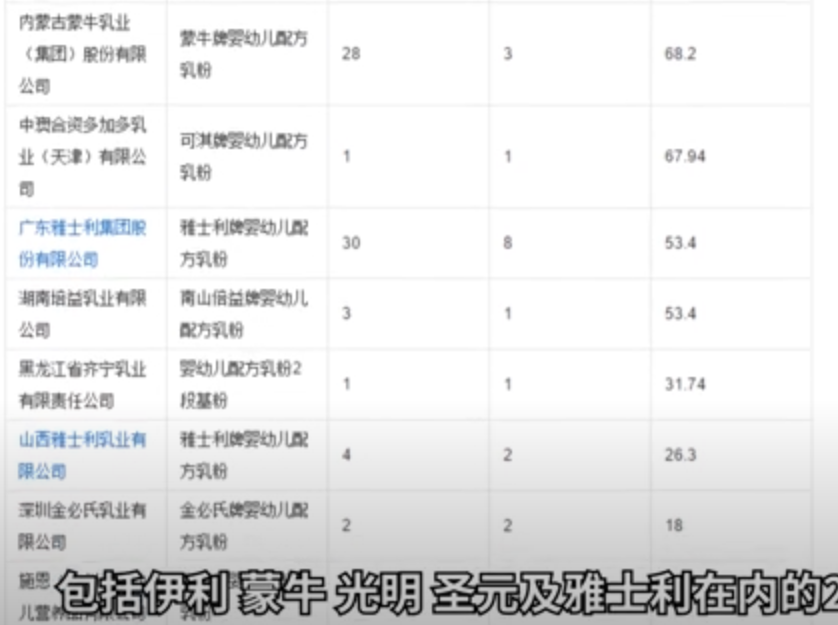 内蒙古蒙牛乳业
（集团）股份有限
公司
蒙牛牌婴幼儿配方
乳粉
28
3
68.2
中澳合资多加多乳
业（天津）有限公
司
可淇牌婴幼儿配方
乳粉
1
1
67.94
广东雅士利集团股
份有限公司
雅士利牌婴幼儿配
方乳粉
30
8
53.4
湖南培益乳业有限
公司
南山倍益牌婴幼儿
配方乳粉
3
1
53.4
黑龙江省齐宁乳业
有限责任公司
婴幼儿配方乳粉2
段基粉
1
1
31.74
山西雅士利乳业有
限公司
雅士利牌婴幼儿配
方乳粉
4
2
26.3
深圳金必氏乳业有
限公司
金必氏牌婴幼儿配
方乳粉
2
2
18
施恩
包括伊利 蒙牛 光明 圣元及雅士利在内的2